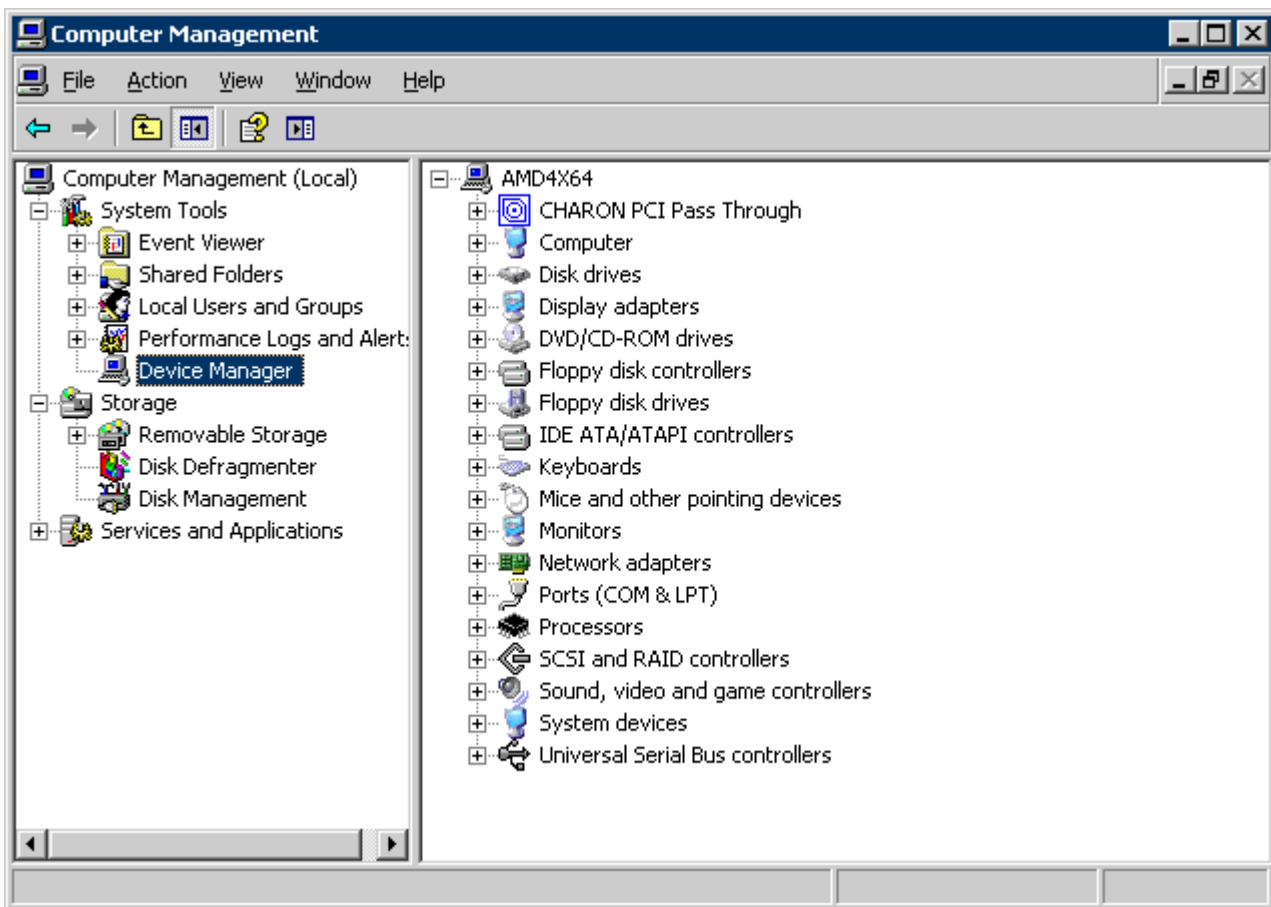 Computer Management
File Action View Window Help
Computer Management (Local)
System Tools
Event Viewer
Shared Folders
Local Users and Groups
Performance Logs and Alert
Device Manager
Storage
Removable Storage
Disk Defragmenter
Disk Management
Services and Applications
AMD4X64
CHARON PCI Pass Through
Computer
Disk drives
Display adapters
DVD/CD-ROM drives
Floppy disk controllers
Floppy disk drives
IDE ATA/ATAPI controllers
Keyboards
Mice and other pointing devices
Monitors
Network adapters
Ports (COM & LPT)
Processors
SCSI and RAID controllers
Sound, video and game controllers
System devices
Universal Serial Bus controllers